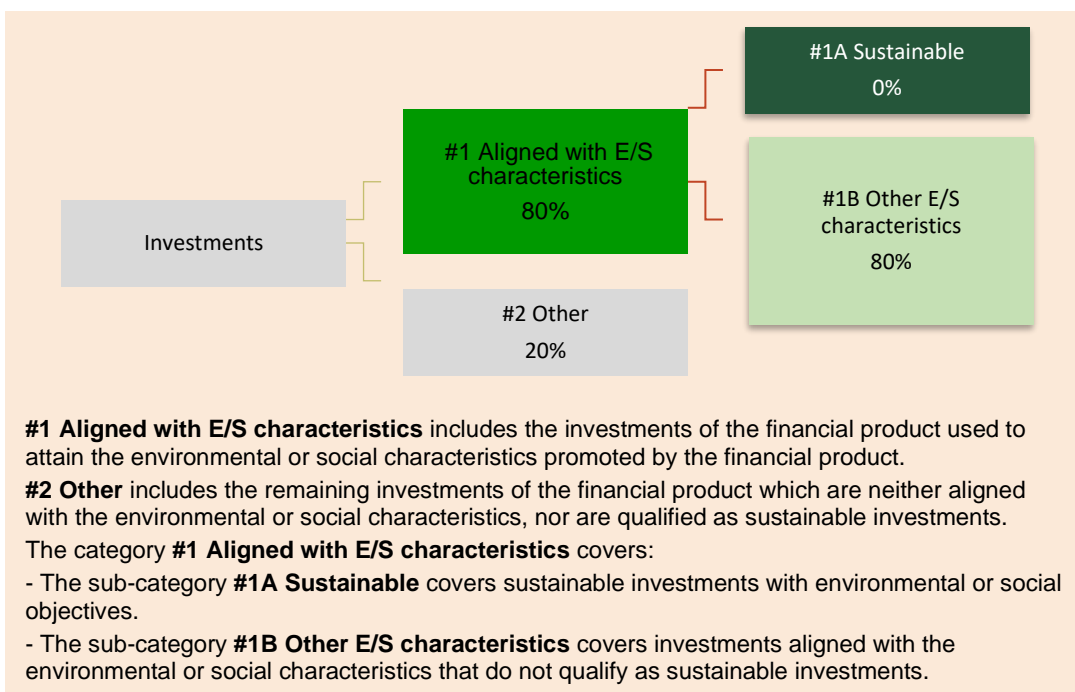 #1A Sustainable
0%
#1 Aligned with E/S
characteristics
80%
#1B Other E/S
characteristics
80%
Investments
#2 Other
20%
#1 Aligned with E/S characteristics includes the investments of the financial product used to
attain the environmental or social characteristics promoted by the financial product.
#2 Other includes the remaining investments of the financial product which are neither aligned
with the environmental or social characteristics, nor are qualified as sustainable investments.
The category #1 Aligned with E/S characteristics covers:
- The sub-category #1A Sustainable covers sustainable investments with environmental or social
objectives.
- The sub-category #1B Other E/S characteristics covers investments aligned with the
environmental or social characteristics that do not qualify as sustainable investments.